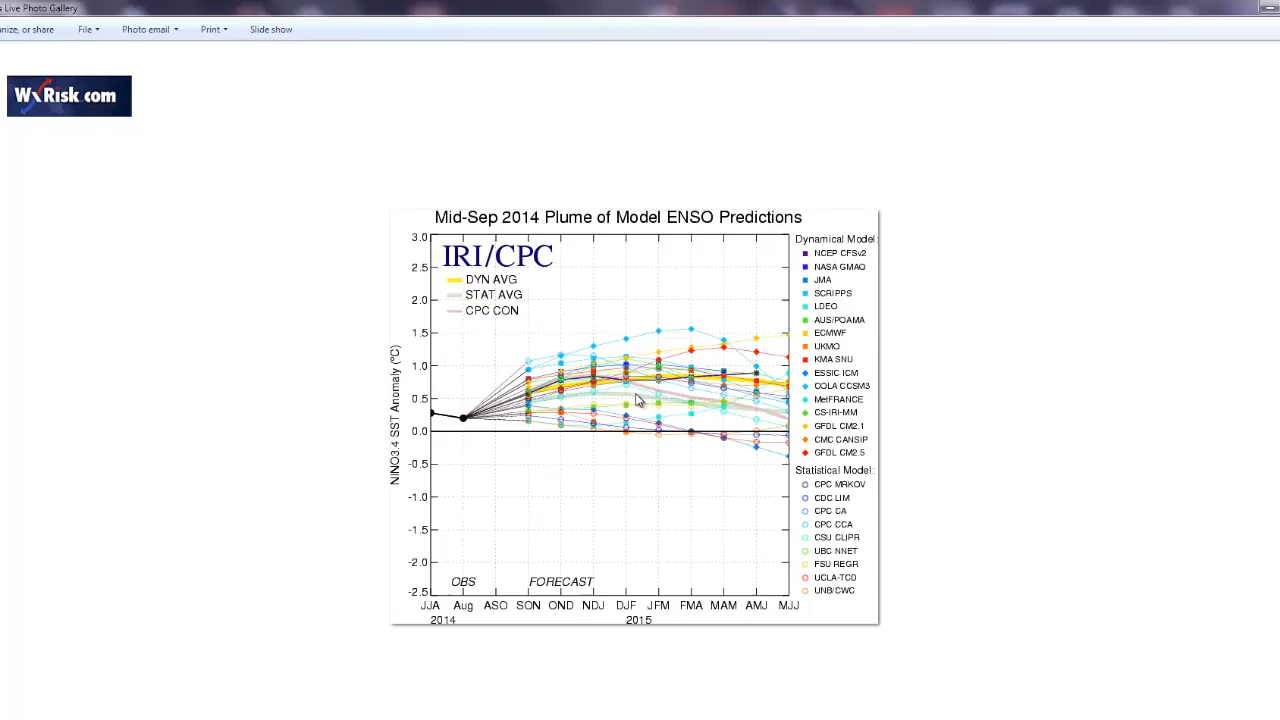 s Live Photo Gallery
nize, or share File Photo email Print Slide show
WxRisk.com
Mid-Sep 2014 Plume of Model ENSO Predictions
IRI/CPC
DYN AVG
STAT AVG
CPC CON
NINO3.4 SST Anomaly (°C)
3.0
2.5
2.0
1.5
1.0
0.5
0.0
-0.5
-1.0
-1.5
-2.0
-2.5
OBS FORECAST
JJA Aug ASO SON OND NDJ DJF JFM FMA MAM AMJ MJJ
2014 2015
Dynamical Model:
NCEP CFSv2
NASA GMAO
JMA
SCRIPPS
LDEO
AUS/POAMA
ECMWF
UKMO
KMA SNU
ESSIC ICM
COLA CCSM3
MetFRANCE
CS-IRI-MM
GFDL CM2.1
CMC CANSIP
GFDL CM2.5
Statistical Model:
CPC MRKOV
CDC LIM
CPC CA
CPC CCA
CSU CLIPR
UBC NNET
FSU REGR
UCLA-TCD
UNB/CWC